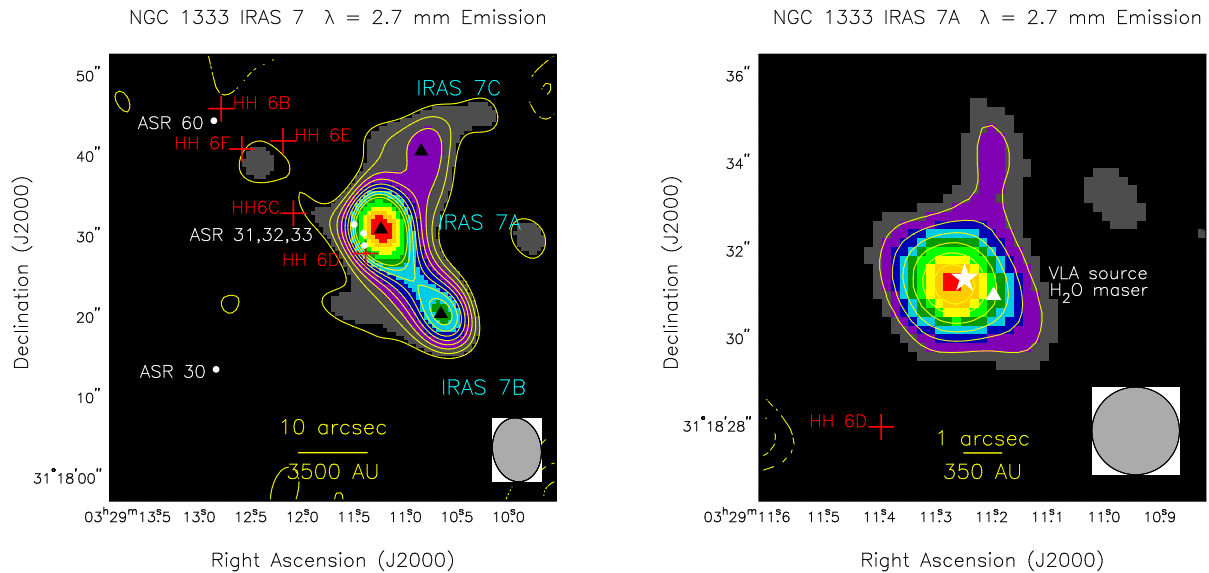 NGC 1333 IRAS 7 λ = 2.7 mm Emission
50"
40"
30"
20"
10"
31°18'00"
Declination (J2000)
IRAS 7C
HH 6B
ASR 60
HH 6E
HH 6F
HH6C
IRAS 7A
ASR 31,32,33
HH 6D
ASR 30
IRAS 7B
10 arcsec
3500 AU
03ʰ29ᵐ13ˢ.5 13ˢ.0 12ˢ.5 12ˢ.0 11ˢ.5 11ˢ.0 10ˢ.5 10ˢ.0
Right Ascension (J2000)
NGC 1333 IRAS 7A λ = 2.7 mm Emission
36"
34"
32"
30"
31°18'28"
Declination (J2000)
VLA source
H₂O maser
HH 6D
1 arcsec
350 AU
03ʰ29ᵐ11ˢ.6 11ˢ.5 11ˢ.4 11ˢ.3 11ˢ.2 11ˢ.1 11ˢ.0 10ˢ.9
Right Ascension (J2000)